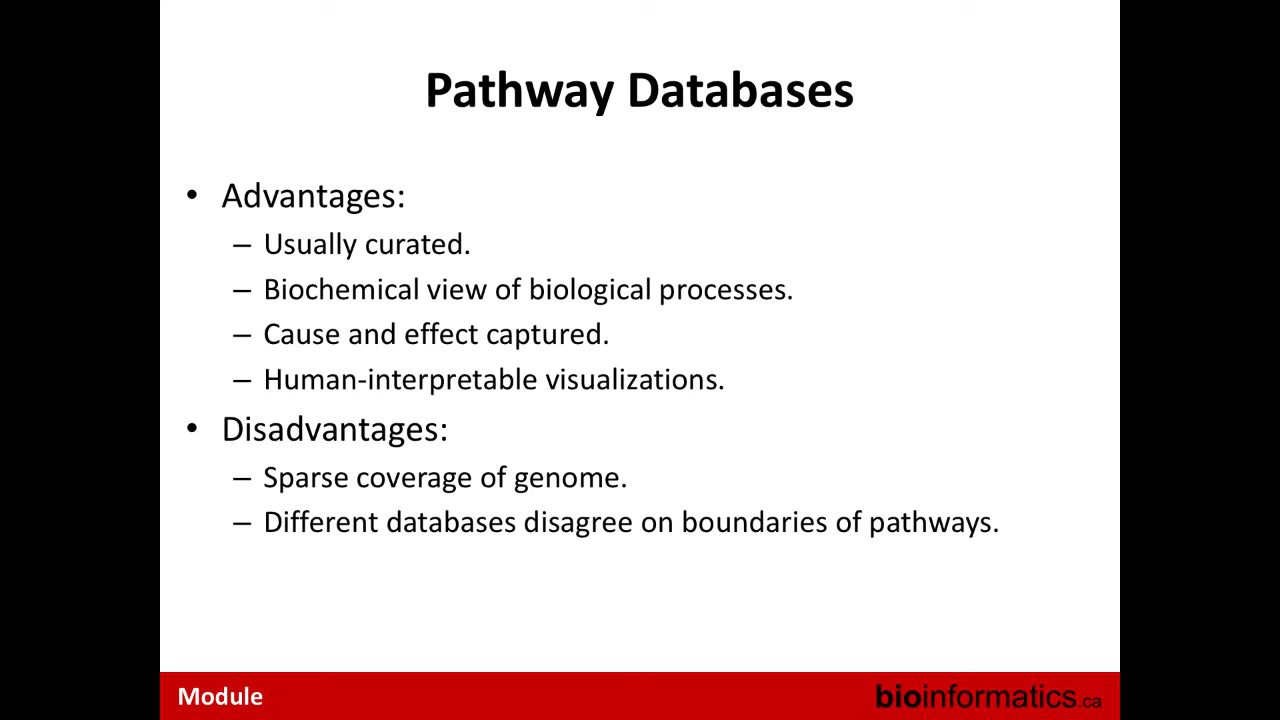 Pathway Databases
• Advantages:
– Usually curated.
– Biochemical view of biological processes.
– Cause and effect captured.
– Human-interpretable visualizations.
• Disadvantages:
– Sparse coverage of genome.
– Different databases disagree on boundaries of pathways.
Module
bioinformatics.ca